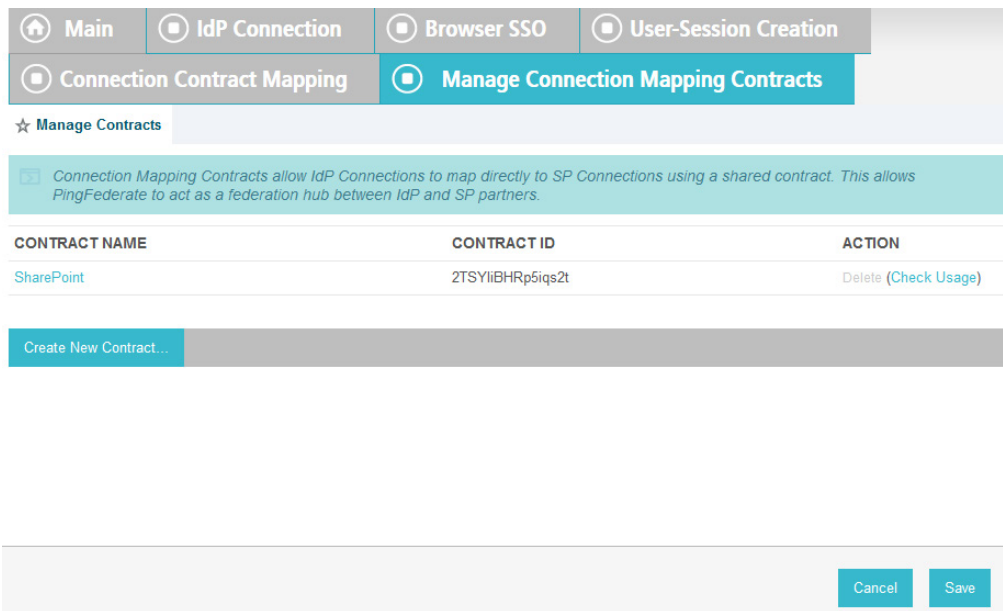 Main IdP Connection Browser SSO User-Session Creation
Connection Contract Mapping Manage Connection Mapping Contracts
Manage Contracts
Connection Mapping Contracts allow IdP Connections to map directly to SP Connections using a shared contract. This allows
PingFederate to act as a federation hub between IdP and SP partners.
CONTRACT NAME CONTRACT ID ACTION
SharePoint 2TSYIiBHRp5iqs2t Delete (Check Usage)
Create New Contract...
Cancel Save